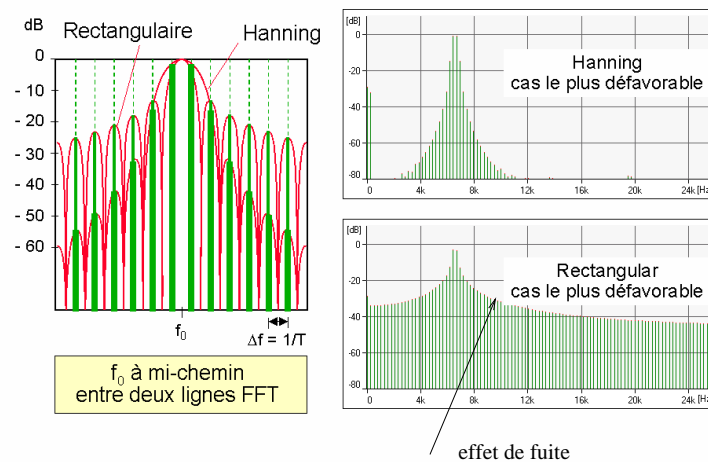 dB
Rectangulaire
Hanning
0
- 10
- 20
- 30
- 40
- 50
- 60
f0
Δf = 1/T
f0 à mi-chemin
entre deux lignes FFT
[dB]
0
-20
-40
-60
-80
Hanning
cas le plus défavorable
0
4k
8k
12k
16k
20k
24k [Hz
[dB]
0
-20
-40
-60
-80
Rectangular
cas le plus défavorable
0
4k
8k
12k
16k
20k
24k [Hz
effet de fuite